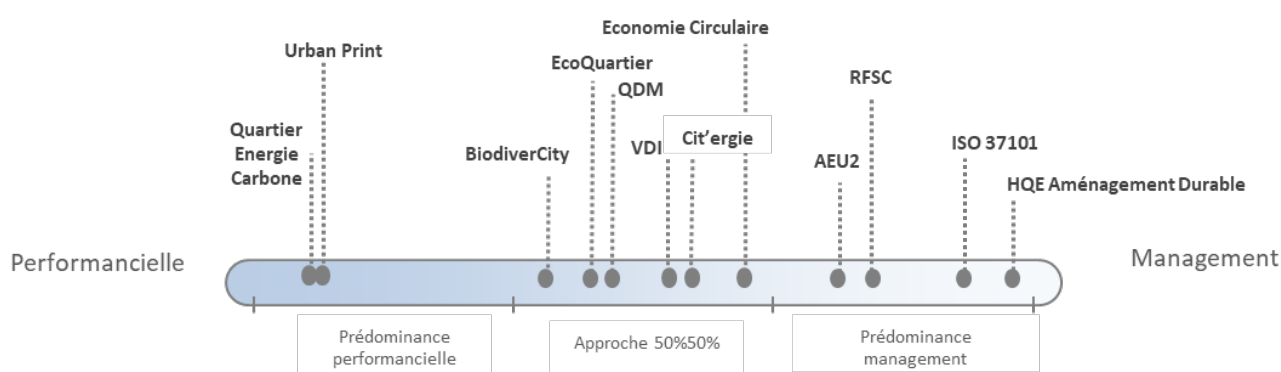 Economie Circulaire
Urban Print
EcoQuartier
RFSC
QDM
Quartier
Energie
Carbone
Cit'ergie
BiodiverCity
VDI
AEU2
ISO 37101
HQE Aménagement Durable
Performancielle
Management
Prédominance
performancielle
Approche 50%50%
Prédominance
management